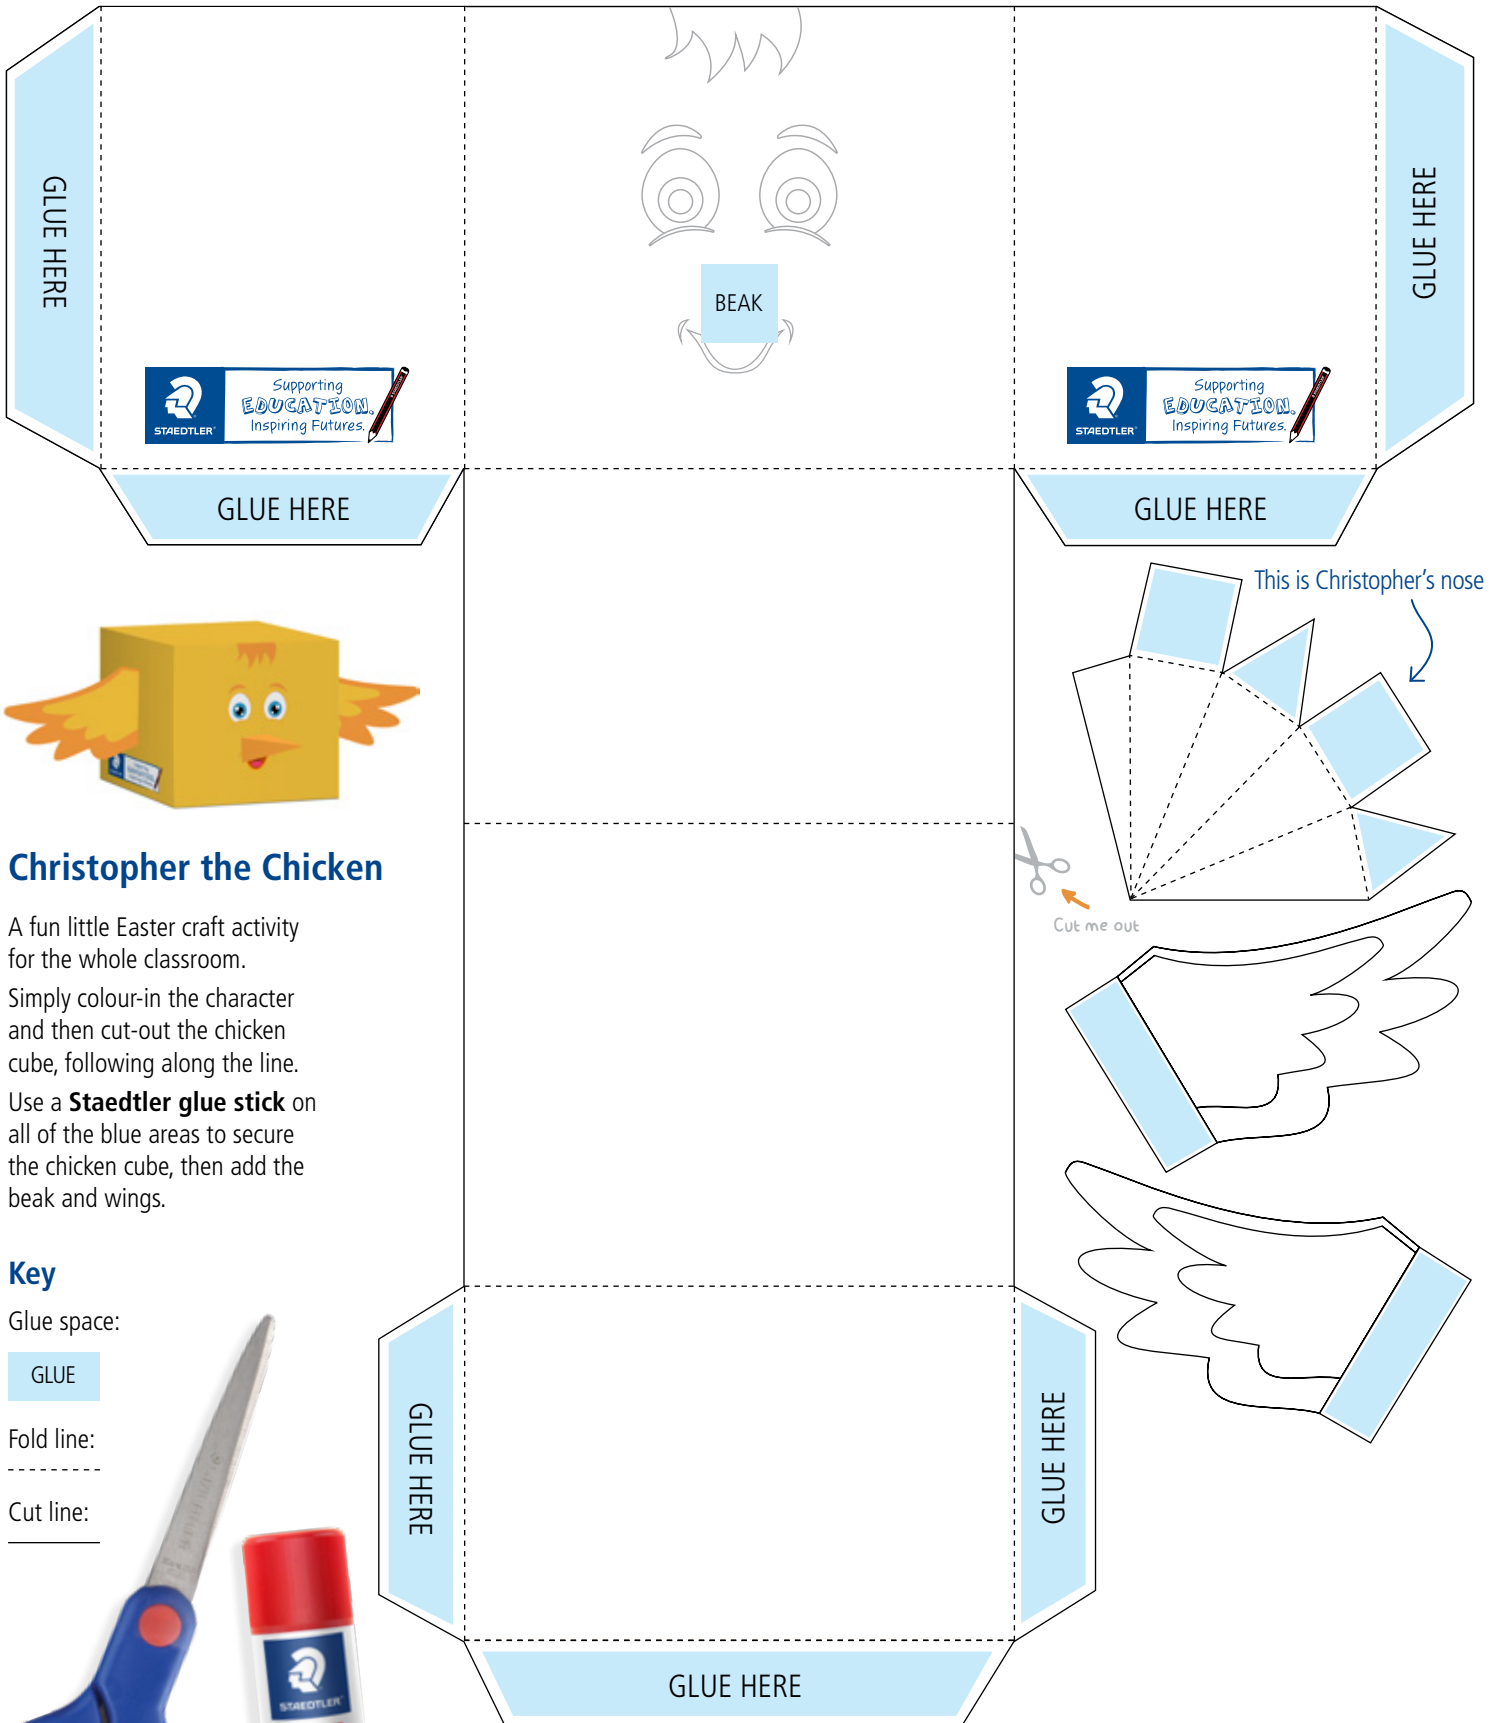 GLUE HERE
GLUE HERE
BEAK
STAEDTLER
Supporting
EDUCATION.
Inspiring Futures.
STAEDTLER
Supporting
EDUCATION.
Inspiring Futures.
GLUE HERE
GLUE HERE
This is Christopher's nose
Christopher the Chicken
A fun little Easter craft activity
for the whole classroom.
Simply colour-in the character
and then cut-out the chicken
cube, following along the line.
Use a Staedtler glue stick on
all of the blue areas to secure
the chicken cube, then add the
beak and wings.
Cut me out
Key
Glue space:
GLUE
Fold line:
Cut line:
GLUE HERE
GLUE HERE
STAEDTLER
GLUE HERE